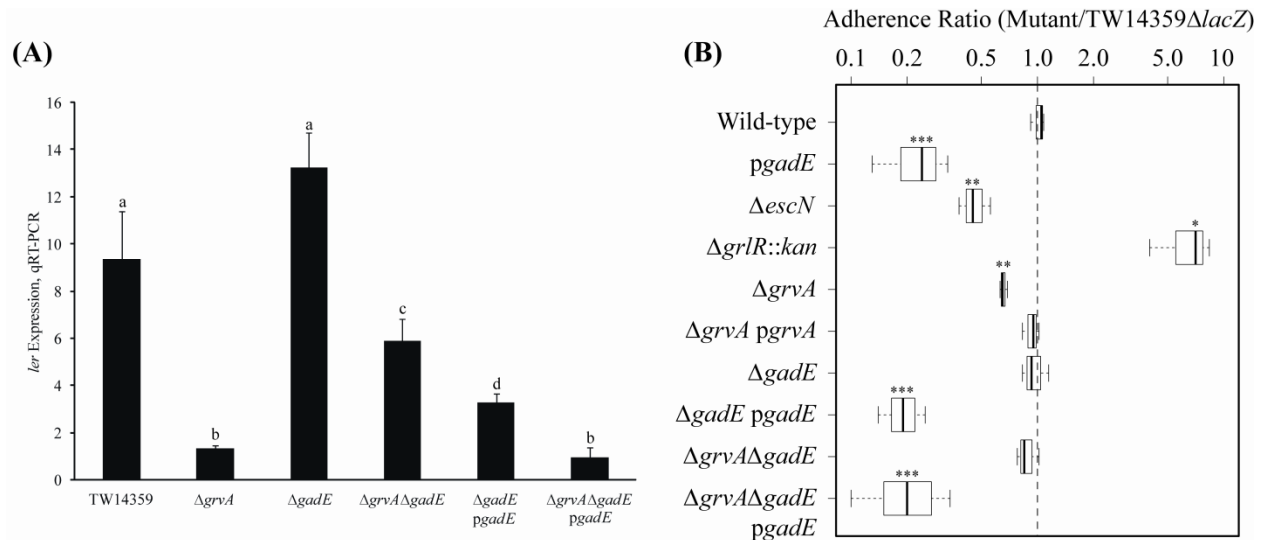 (A)
ler Expression, qRT-PCR
16
14
12
10
8
6
4
2
0
a
b
a
c
d
b
TW14359
ΔgrvA
ΔgadE
ΔgrvAΔgadE
ΔgadE
pgadE
ΔgrvAΔgadE
pgadE
(B)
Adherence Ratio (Mutant/TW14359ΔlacZ)
0.1 0.2 0.5 1.0 2.0 5.0 10
Wild-type
pgadE
***
ΔescN
**
ΔgrlR::kan
*
ΔgrvA
**
ΔgrvA pgrvA
ΔgadE
ΔgadE pgadE
***
ΔgrvAΔgadE
ΔgrvAΔgadE
pgadE
***